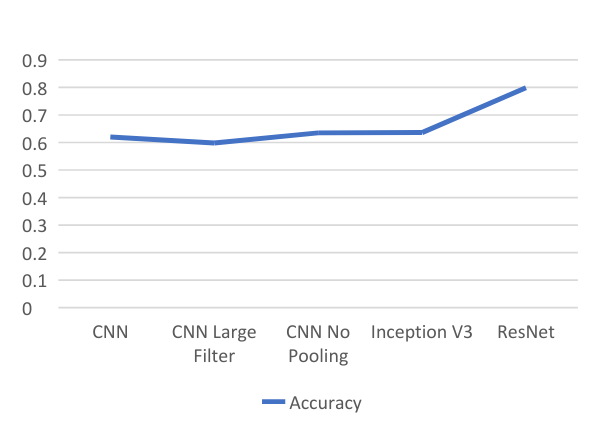 0.9
0.8
0.7
0.6
0.5
0.4
0.3
0.2
0.1
0
CNN
CNN Large
Filter
CNN No
Pooling
Inception V3
ResNet
Accuracy